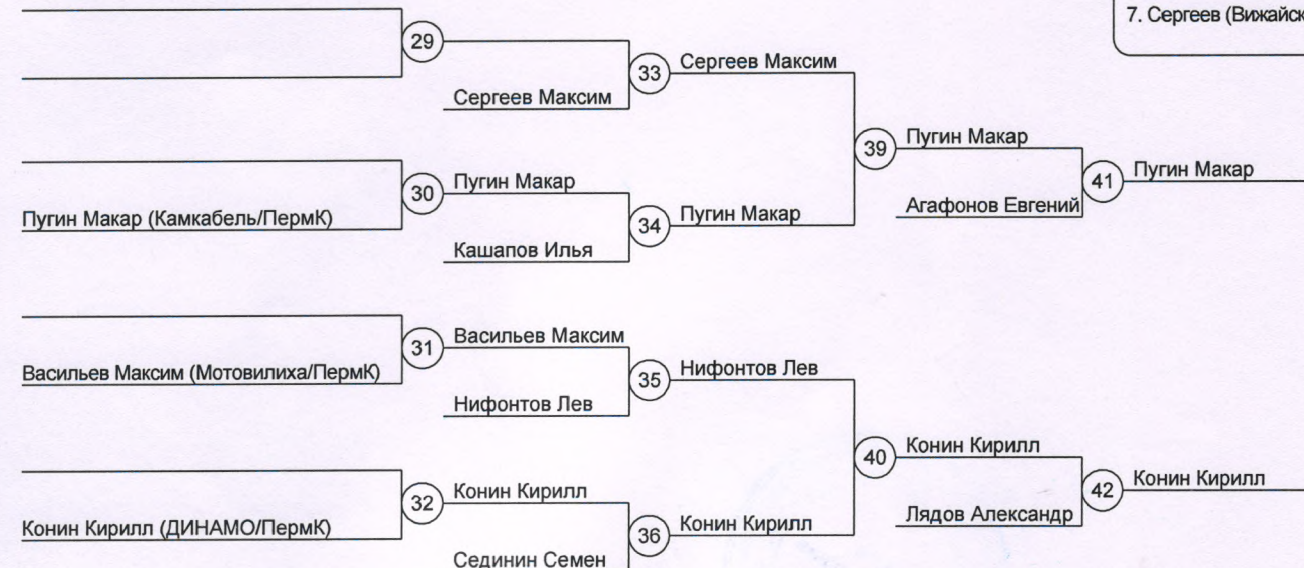 7. Сергеев (Вижайск
29
Сергеев Максим
33
Сергеев Максим
Пугин Макар (Камкабель/ПермК)
30
Пугин Макар
Кашапов Илья
34
Пугин Макар
39
Пугин Макар
Агафонов Евгений
41
Пугин Макар
Васильев Максим (Мотовилиха/ПермК)
31
Васильев Максим
Нифонтов Лев
35
Нифонтов Лев
Конин Кирилл (ДИНАМО/ПермК)
32
Конин Кирилл
Сединин Семен
36
Конин Кирилл
40
Конин Кирилл
Лядов Александр
42
Конин Кирилл